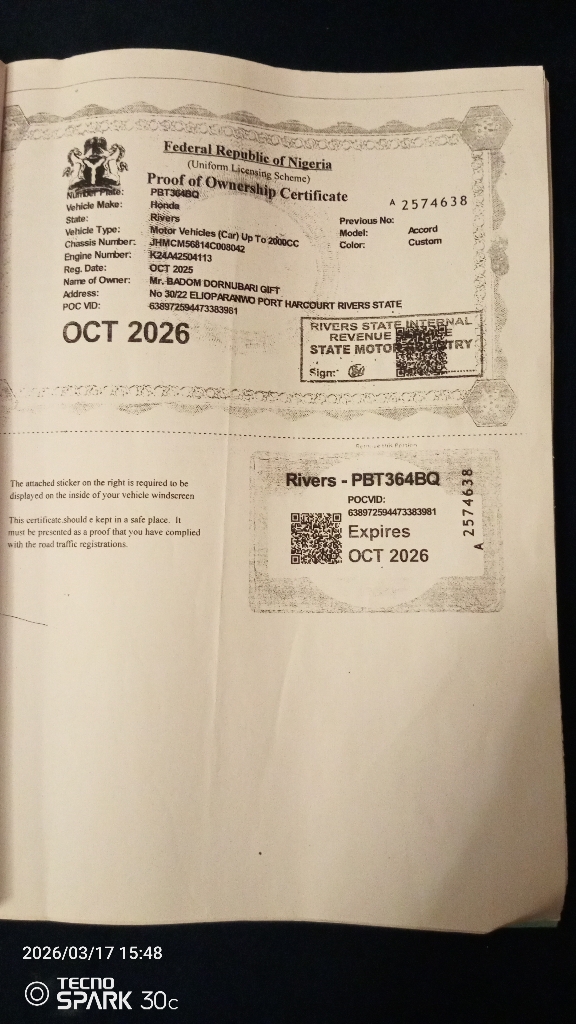 Federal Republic of Nigeria
(Uniform Licensing Scheme)
Proof of Ownership Certificate
A 2574638
Number Plate: PBT364BQ
Vehicle Make: Honda
Previous No:
State: Rivers
Model: Accord
Vehicle Type: Motor Vehicles (Car) Up To 2000CC
Color: Custom
Chassis Number: JHMCM56814C008042
Engine Number: K24A42504113
Reg. Date: OCT 2025
Name of Owner: Mr. BADOM DORNUBARI GIFT
Address: No 30/22 ELIOPARANWO PORT HARCOURT RIVERS STATE
POC VID: 638972594473383981
OCT 2026
RIVERS STATE INTERNAL
REVENUE
STATE MOTOR
Sign:
The attached sticker on the right is required to be
displayed on the inside of your vehicle windscreen
This certificate.should e kept in a safe place. It
must be presented as a proof that you have complied
with the road traffic registrations.
Rivers - PBT364BQ
POCVID:
638972594473383981
Expires
OCT 2026
A 2574638
2026/03/17 15:48
TECNO
SPARK 30C